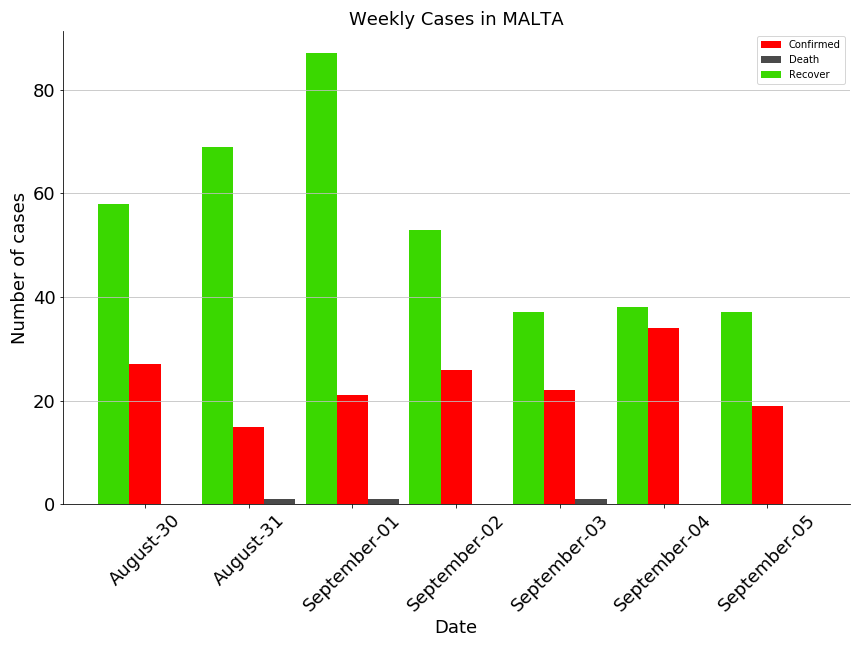 Weekly Cases in MALTA
Confirmed
Death
Recover
Number of cases
80
60
40
20
0
August-30
August-31
September-01
September-02
September-03
September-04
September-05
Date